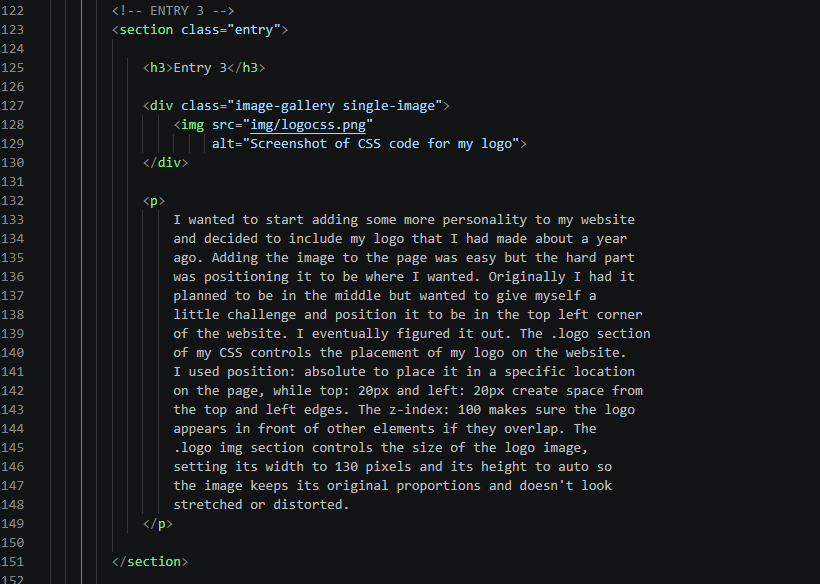 122 <!-- ENTRY 3 -->
123 <section class="entry">
124
125 <h3>Entry 3</h3>
126
127 <div class="image-gallery single-image">
128 <img src="img/logocss.png"
129 alt="Screenshot of CSS code for my logo">
130 </div>
131
132 <p>
133 I wanted to start adding some more personality to my website
134 and decided to include my logo that I had made about a year
135 ago. Adding the image to the page was easy but the hard part
136 was positioning it to be where I wanted. Originally I had it
137 planned to be in the middle but wanted to give myself a
138 little challenge and position it to be in the top left corner
139 of the website. I eventually figured it out. The .logo section
140 of my CSS controls the placement of my logo on the website.
141 I used position: absolute to place it in a specific location
142 on the page, while top: 20px and left: 20px create space from
143 the top and left edges. The z-index: 100 makes sure the logo
144 appears in front of other elements if they overlap. The
145 .logo img section controls the size of the logo image,
146 setting its width to 130 pixels and its height to auto so
147 the image keeps its original proportions and doesn't look
148 stretched or distorted.
149 </p>
150
151 </section>
152